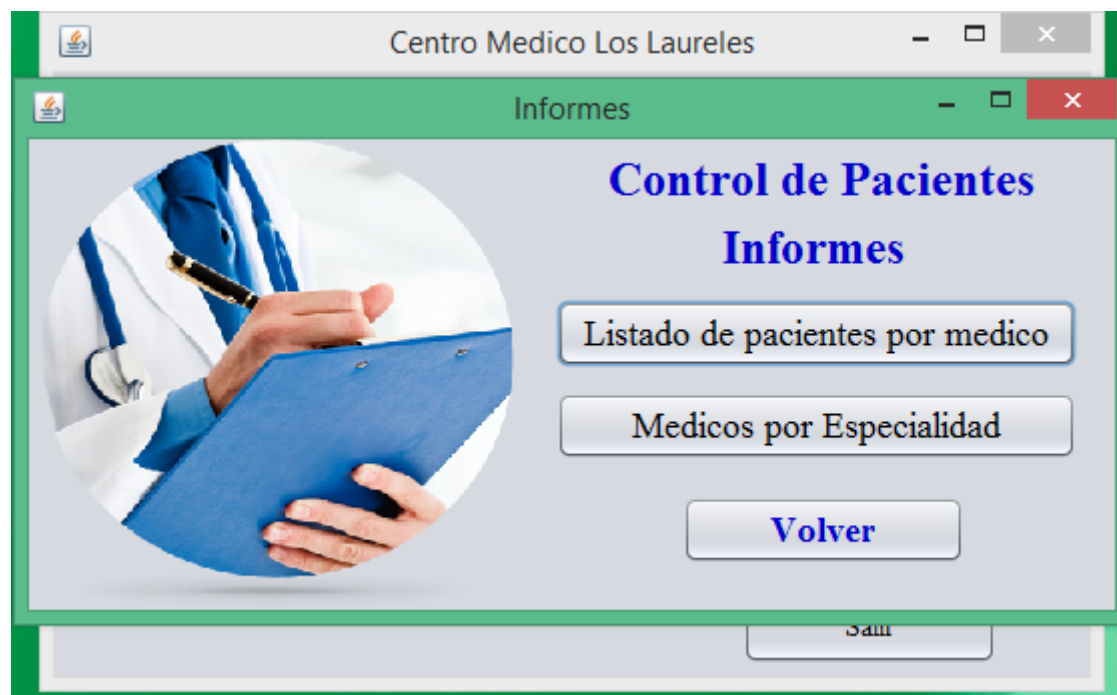 Centro Medico Los Laureles
Informes
Control de Pacientes
Informes
Listado de pacientes por medico
Medicos por Especialidad
Volver